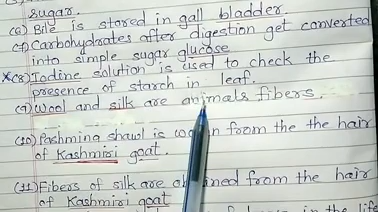 sugar.
(6) Bile is stored in gall bladder.
(7) Carbohydrates after digestion get converted
into simple sugar glucose
(8) Iodine solution is used to check the
presence of starch in leaf.
(9) Wool and silk are animals fibers.
(10) Pashmina shawl is from the the hair
of Kashmiri goat.
(11) Fibers of silk are from the hair
of Kashmiri goat
in the life